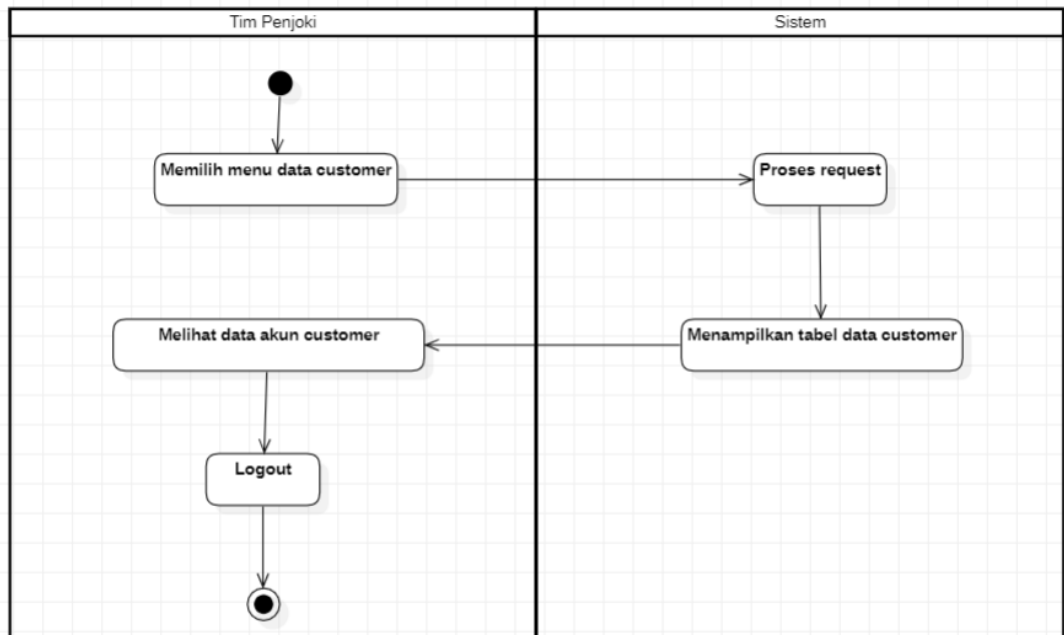 Tim Penjoki
Sistem
Memilih menu data customer
Proses request
Melihat data akun customer
Menampilkan tabel data customer
Logout